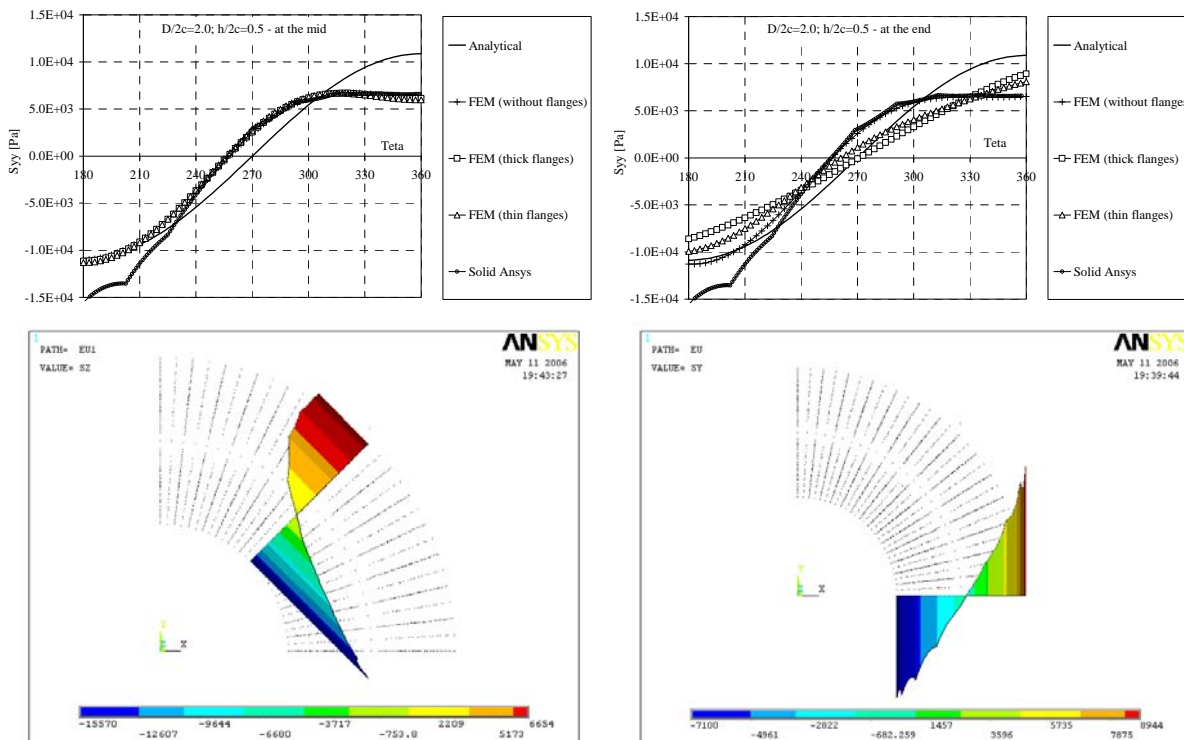 D/2c=2.0; h/2c=0.5 - at the mid
Syy [Pa]
1.5E+04
1.0E+04
5.0E+03
0.0E+00
-5.0E+03
-1.0E+04
-1.5E+04
180 210 240 270 300 330 360
Teta
Analytical
FEM (without flanges)
FEM (thick flanges)
FEM (thin flanges)
Solid Ansys
D/2c=2.0; h/2c=0.5 - at the end
Syy [Pa]
1.5E+04
1.0E+04
5.0E+03
0.0E+00
-5.0E+03
-1.0E+04
-1.5E+04
180 210 240 270 300 330 360
Teta
Analytical
FEM (without flanges
FEM (thick flanges)
FEM (thin flanges)
Solid Ansys
1
PATH= EU1
VALUE= SZ
ANSYS
MAY 11 2006
19:43:27
Y
Z X
-15570 -9644 -3717 2209 6654
-12607 -6680 -753.8 5173
1
PATH= EU
VALUE= SY
ANSYS
MAY 11 2006
19:39:44
Y
Z X
-7100 -2822 1457 5735 8944
-4961 -682.259 3596 7875